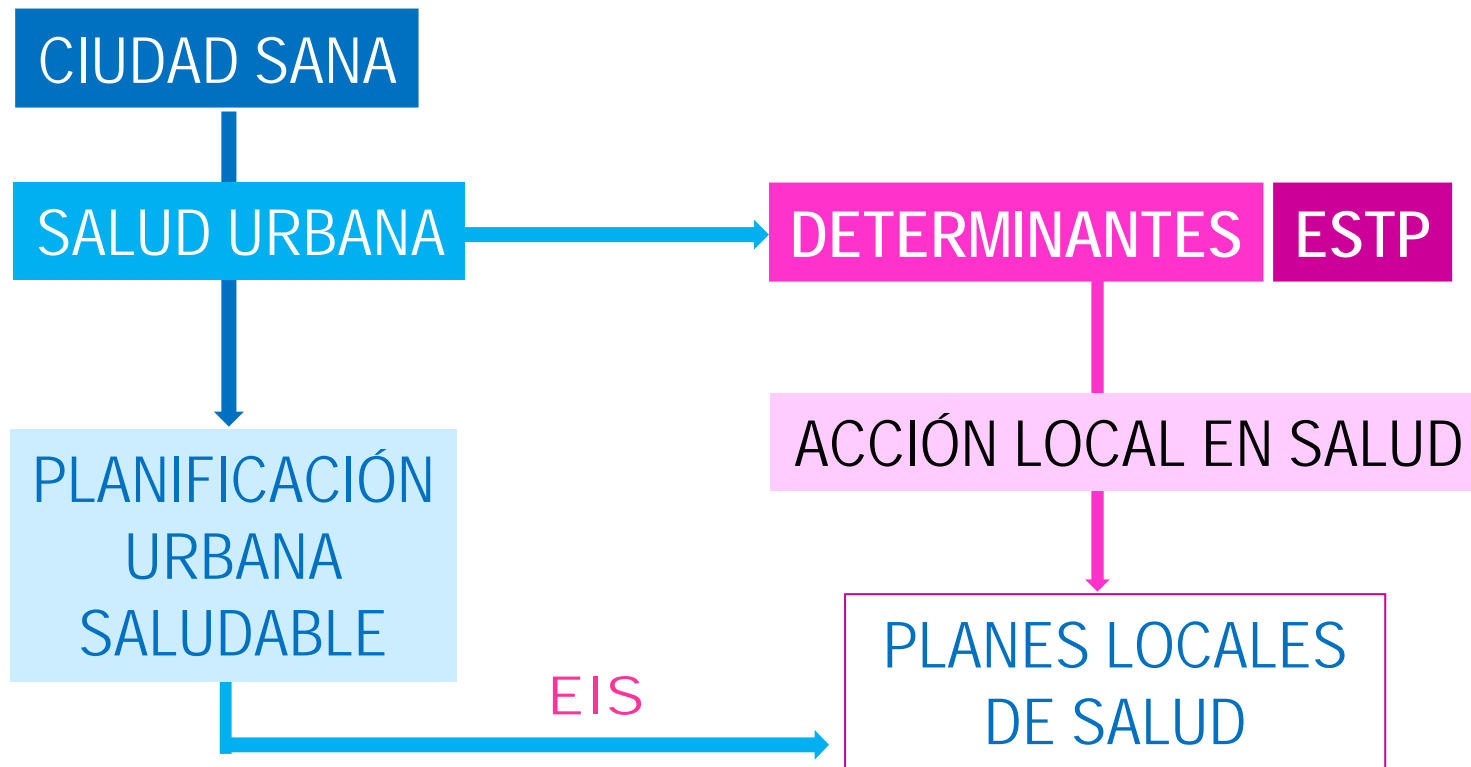 CIUDAD SANA
SALUD URBANA
DETERMINANTES
ESTP
ACCIÓN LOCAL EN SALUD
PLANIFICACIÓN
URBANA
SALUDABLE
EIS
PLANES LOCALES
DE SALUD